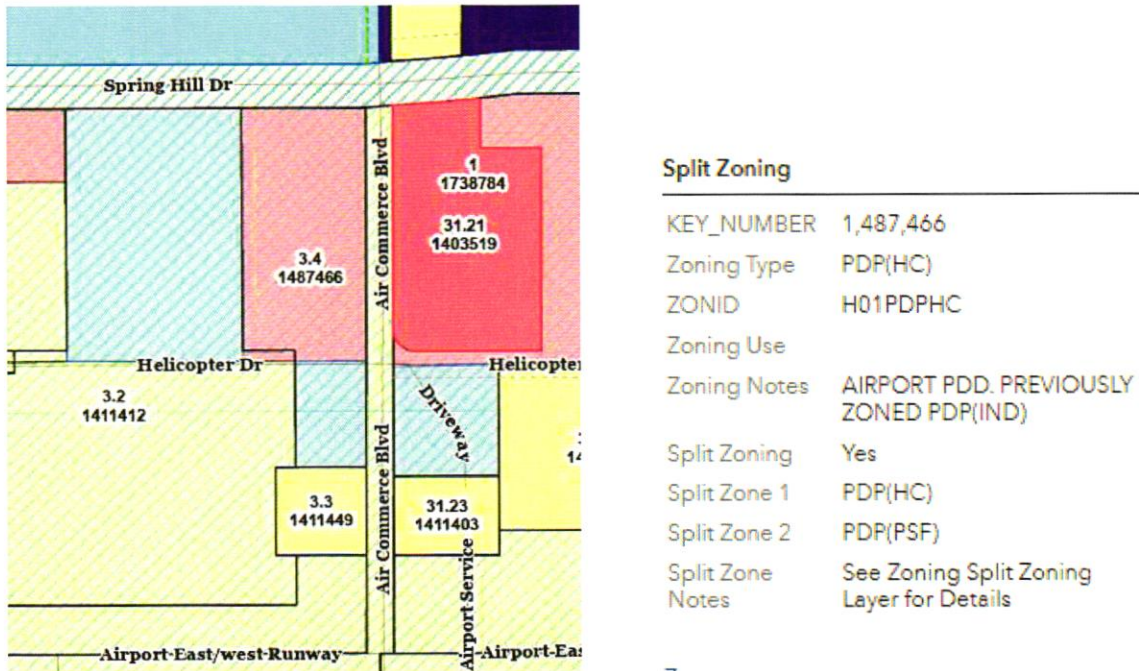 Spring Hill Dr
Air Commerce Blvd
1
1738784
31.21
1403519
3.4
1487466
Helicopter Dr
Helicopter
3.2
1411412
Driveway
3.3
1411449
31.23
1411403
14
Air Commerce Blvd
Airport Service
Airport East/west Runway
Airport Eas
Split Zoning
KEY_NUMBER 1,487,466
Zoning Type PDP(HC)
ZONID H01PDPHC
Zoning Use
Zoning Notes AIRPORT PDD. PREVIOUSLY
ZONED PDP(IND)
Split Zoning Yes
Split Zone 1 PDP(HC)
Split Zone 2 PDP(PSF)
Split Zone See Zoning Split Zoning
Notes Layer for Details